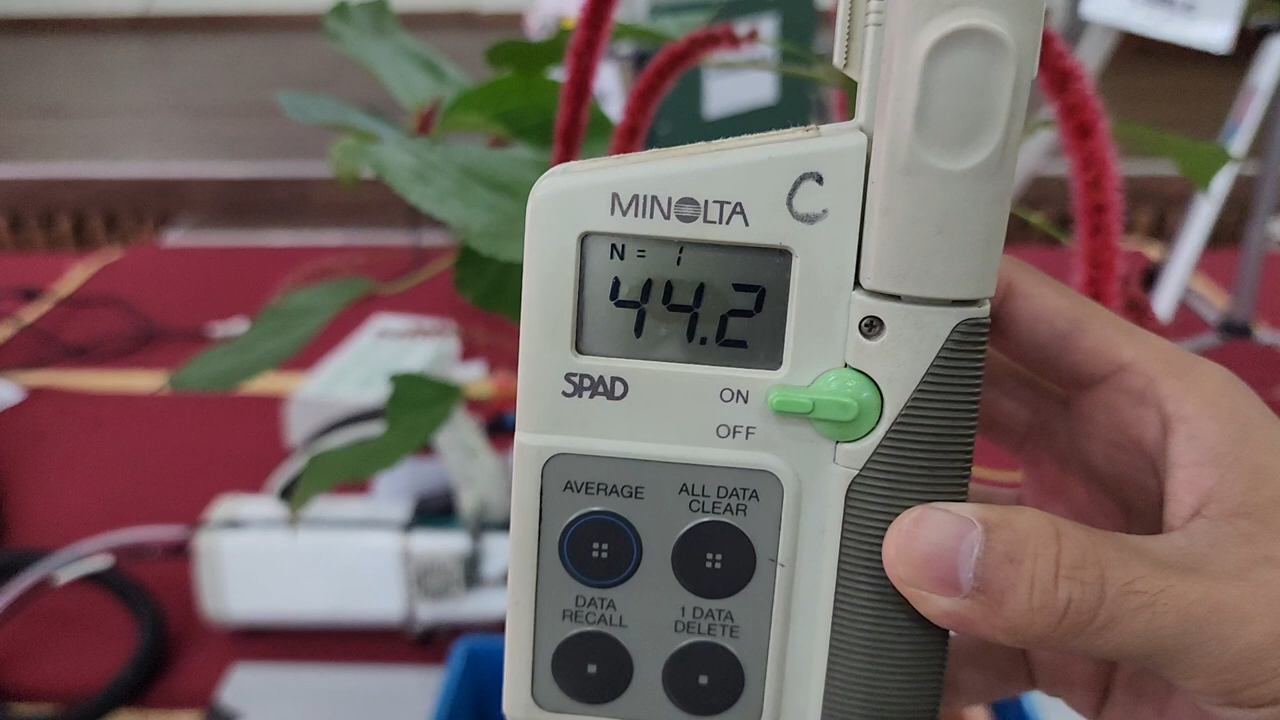 MINOLTA C
N = 1
44.2
SPAD
ON
OFF
AVERAGE
ALL DATA
CLEAR
DATA
RECALL
1 DATA
DELETE